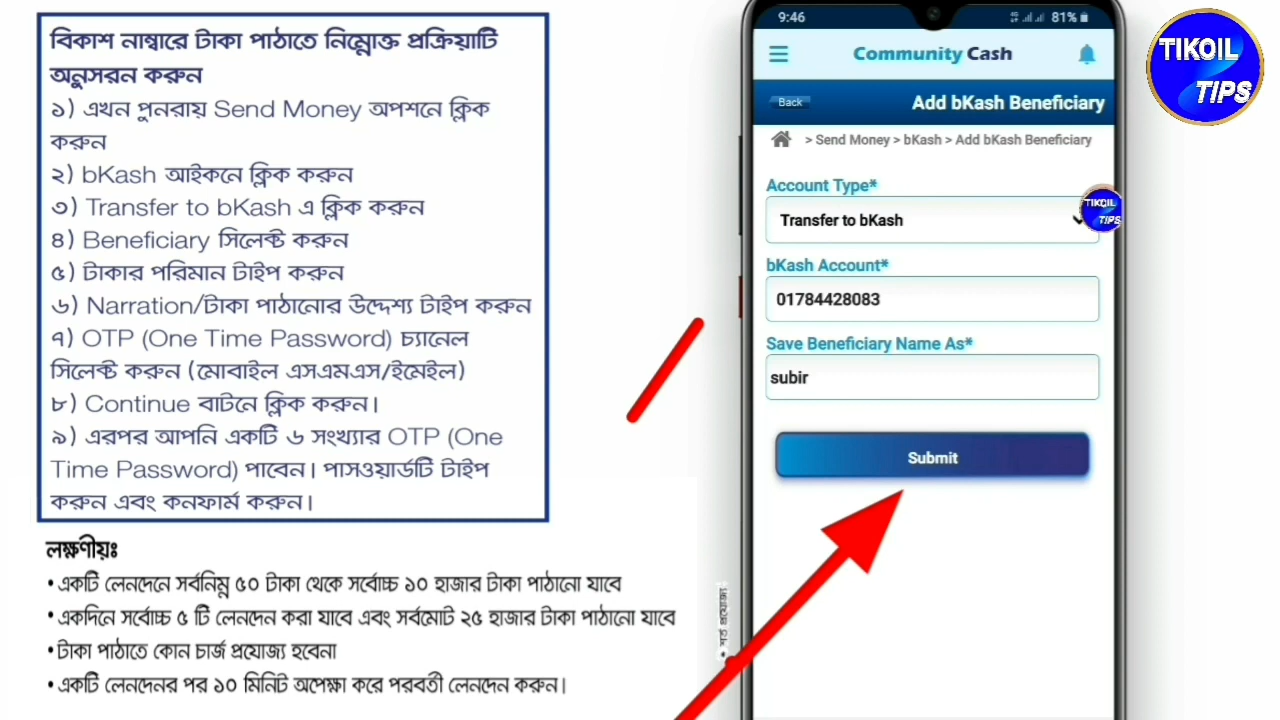 বিকাশ নাম্বারে টাকা পাঠাতে নিম্মোক্ত প্রক্রিয়াটি
অনুসরন করুন
১) এখন পুনরায় Send Money অপশনে ক্লিক
করুন
২) bKash আইকনে ক্লিক করুন
৩) Transfer to bKash এ ক্লিক করুন
৪) Beneficiary সিলেক্ট করুন
৫) টাকার পরিমান টাইপ করুন
৬) Narration/টাকা পাঠানোর উদ্দেশ্য টাইপ করুন
৭) OTP (One Time Password) চ্যানেল
সিলেক্ট করুন (মোবাইল এসএমএস/ইমেইল)
৮) Continue বাটনে ক্লিক করুন।
৯) এরপর আপনি একটি ৬ সংখ্যার OTP (One
Time Password) পাবেন। পাসওয়ার্ডটি টাইপ
করুন এবং কনফার্ম করুন।
লক্ষণীয়ঃ
• একটি লেনদেনে সর্বনিম্ন ৫০ টাকা থেকে সর্বোচ্চ ১০ হাজার টাকা পাঠানো যাবে
• একদিনে সর্বোচ্চ ৫ টি লেনদেন করা যাবে এবং সর্বমোট ২৫ হাজার টাকা পাঠানো যাবে
• টাকা পাঠাতে কোন চার্জ প্রযোজ্য হবেনা
• একটি লেনদেনর পর ১০ মিনিট অপেক্ষা করে পরবর্তী লেনদেন করুন।
* শর্ত প্রযোজ্য
9:46
4G 81%
Community Cash
Back
Add bKash Beneficiary
> Send Money > bKash > Add bKash Beneficiary
Account Type*
Transfer to bKash
bKash Account*
01784428083
Save Beneficiary Name As*
subir
Submit
TIKOIL
TIPS
TIKOIL
TIPS